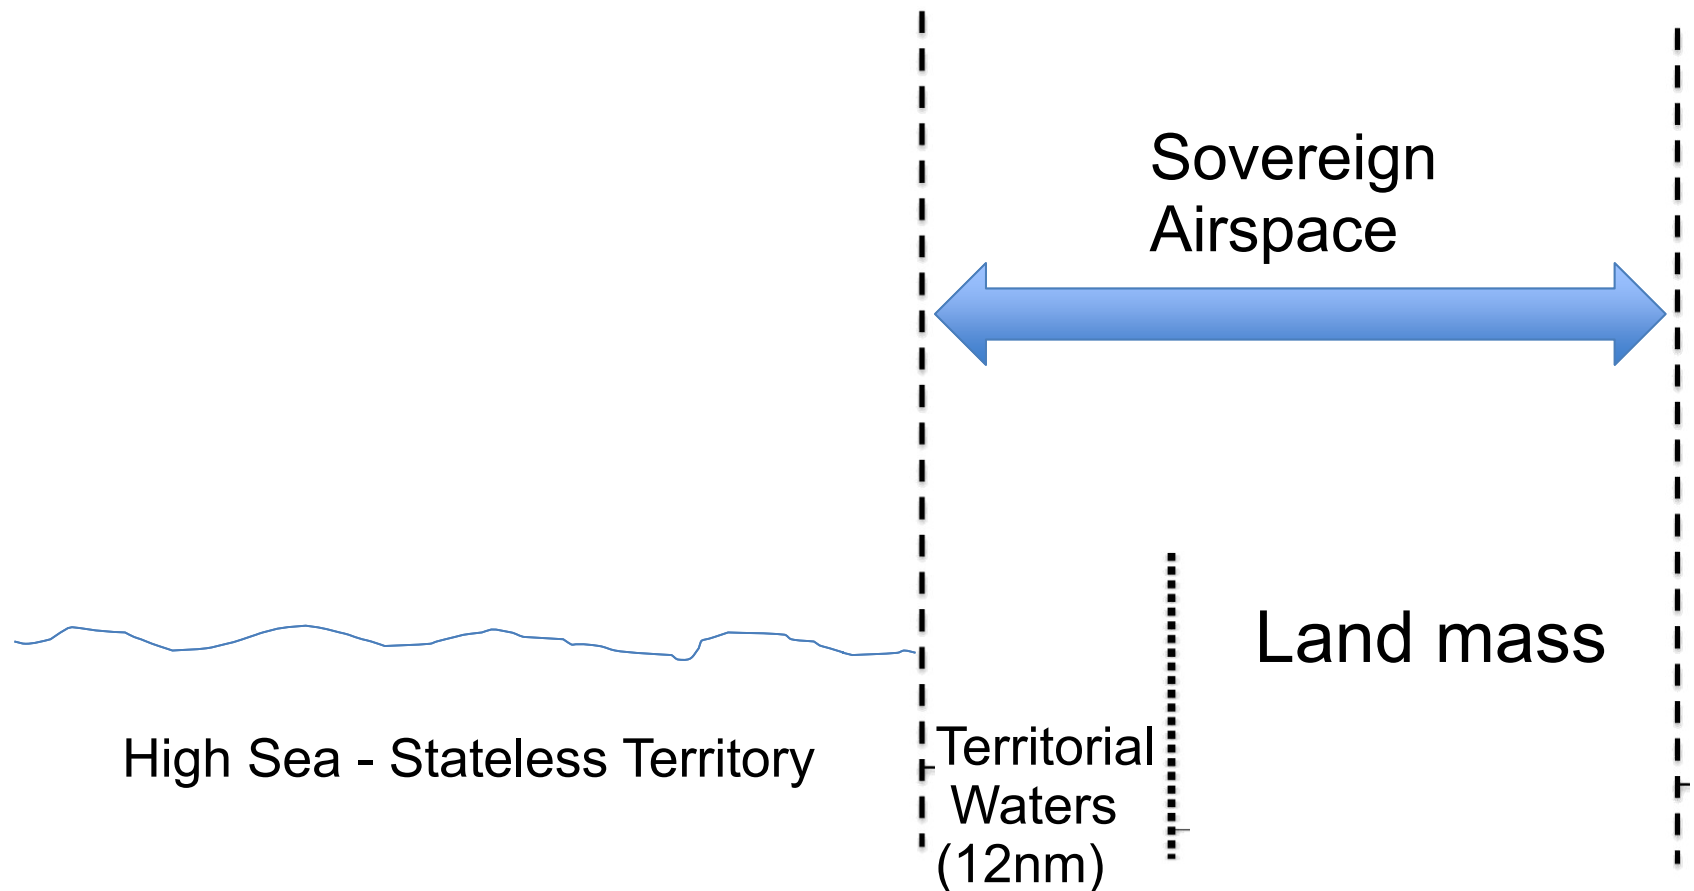 Sovereign
Airspace
Land mass
High Sea - Stateless Territory
Territorial
Waters
(12nm)